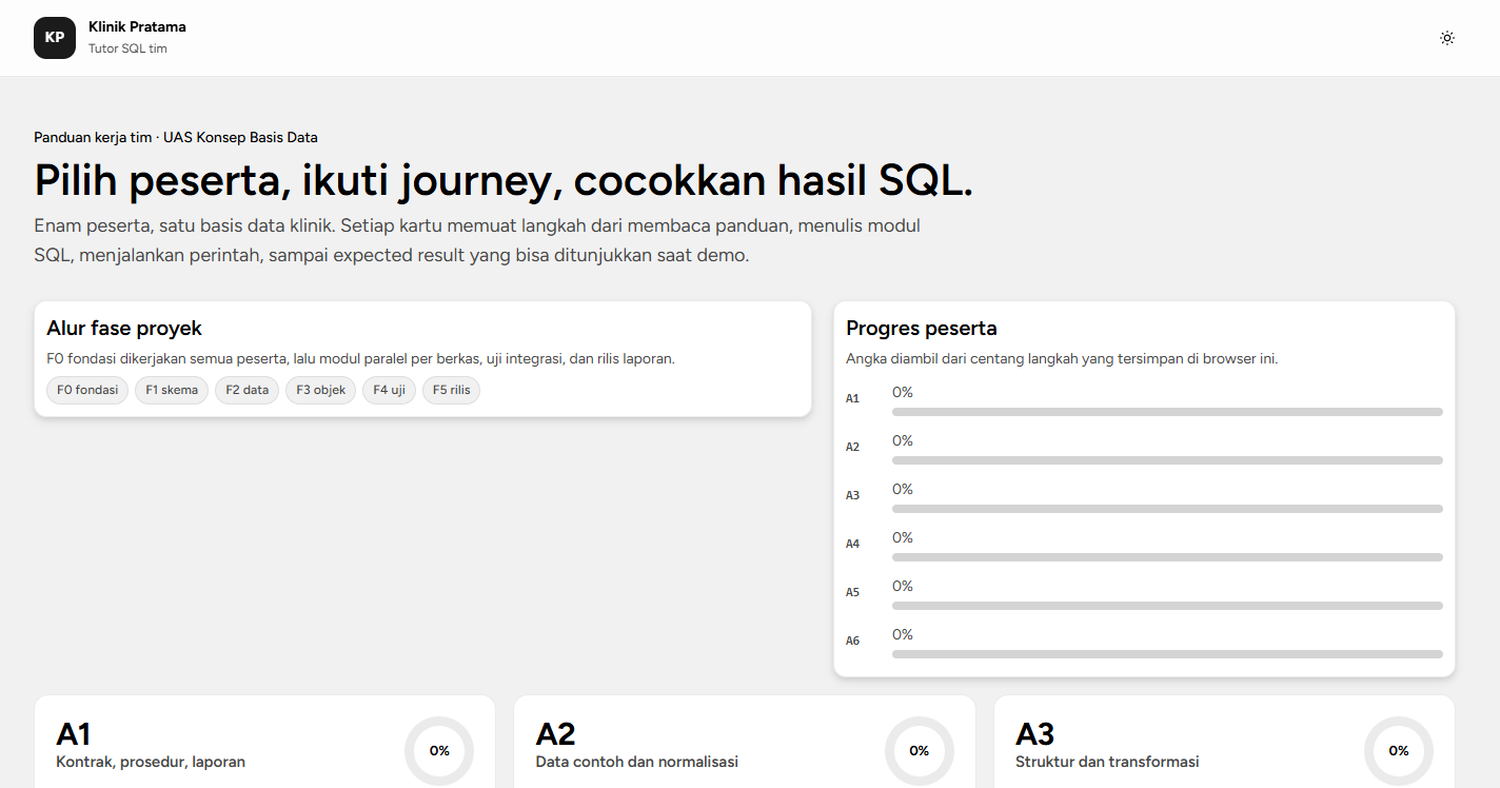 KP
Klinik Pratama
Tutor SQL tim
Panduan kerja tim · UAS Konsep Basis Data
Pilih peserta, ikuti journey, cocokkan hasil SQL.
Enam peserta, satu basis data klinik. Setiap kartu memuat langkah dari membaca panduan, menulis modul
SQL, menjalankan perintah, sampai expected result yang bisa ditunjukkan saat demo.
Alur fase proyek
F0 fondasi dikerjakan semua peserta, lalu modul paralel per berkas, uji integrasi, dan rilis laporan.
F0 fondasi
F1 skema
F2 data
F3 objek
F4 uji
F5 rilis
Progres peserta
Angka diambil dari centang langkah yang tersimpan di browser ini.
A1 0%
A2 0%
A3 0%
A4 0%
A5 0%
A6 0%
A1
Kontrak, prosedur, laporan
0%
A2
Data contoh dan normalisasi
0%
A3
Struktur dan transformasi
0%